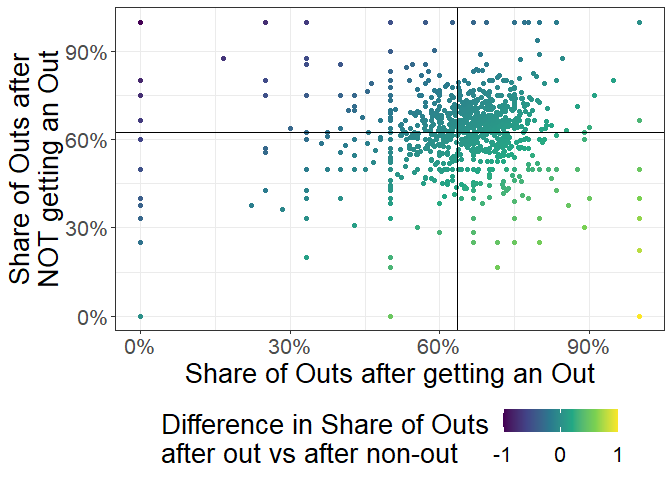 Share of Outs after
NOT getting an Out
90%
60%
30%
0%
0%
30%
60%
90%
Share of Outs after getting an Out
Difference in Share of Outs
after out vs after non-out
-1
0
1